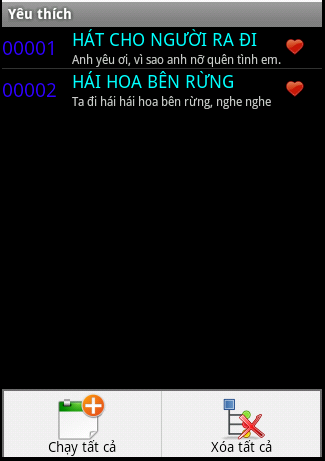 Yêu thích
00001 HÁT CHO NGƯỜI RA ĐI
Anh yêu ơi, vì sao anh nỡ quên tình em.
00002 HÁI HOA BÊN RỪNG
Ta đi hái hái hoa bên rừng, nghe nghe
Chạy tất cả
Xóa tất cả